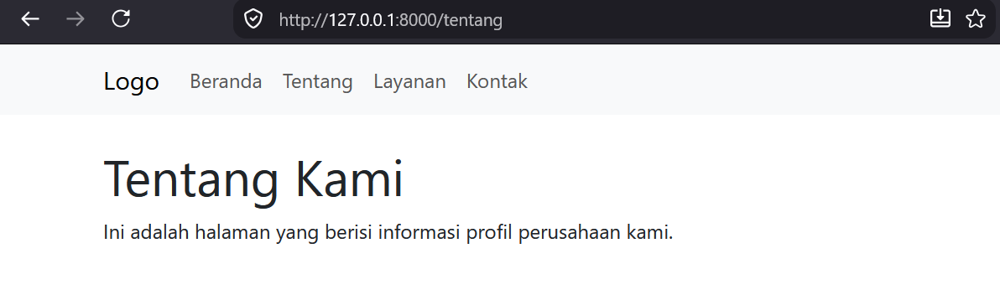 http://127.0.0.1:8000/tentang
Logo Beranda Tentang Layanan Kontak
Tentang Kami
Ini adalah halaman yang berisi informasi profil perusahaan kami.